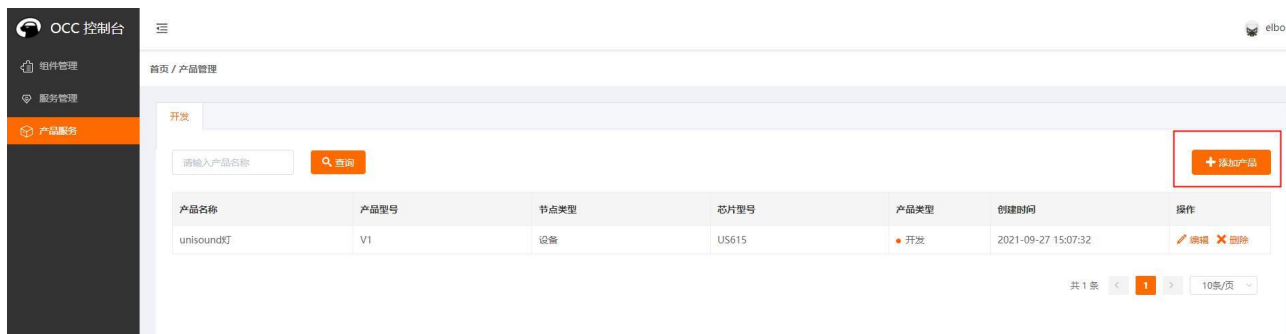 OCC 控制台
elbo
组件管理
首页 / 产品管理
服务管理
产品服务
开发
请输入产品名称
查询
添加产品
产品名称 产品型号 节点类型 芯片型号 产品类型 创建时间 操作
unisound灯 V1 设备 US615 开发 2021-09-27 15:07:32 编辑 删除
共1条 < 1 > 10条/页